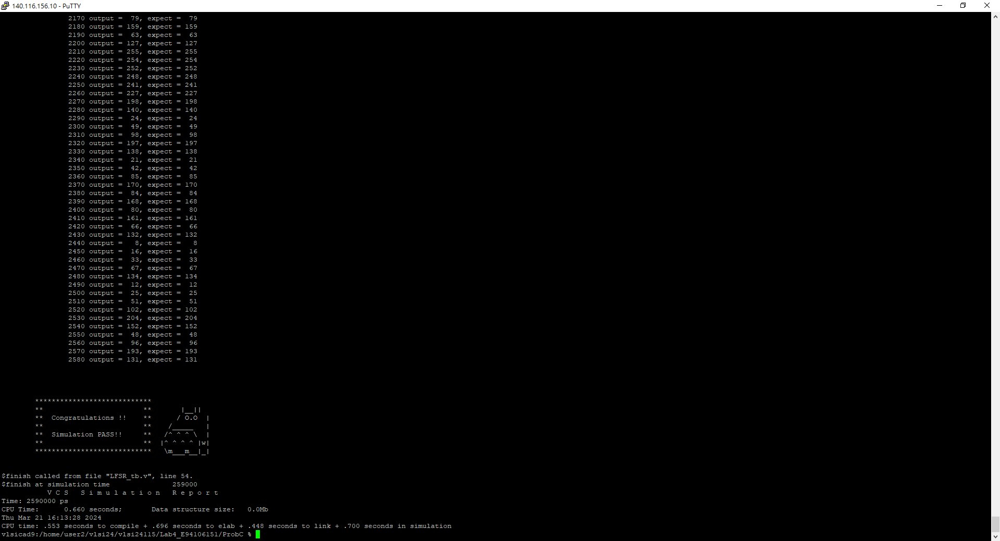 140.116.156.10 - PuTTY
2170 output =  79, expect =  79
2180 output = 159, expect = 159
2190 output =  63, expect =  63
2200 output = 127, expect = 127
2210 output = 255, expect = 255
2220 output = 254, expect = 254
2230 output = 252, expect = 252
2240 output = 248, expect = 248
2250 output = 241, expect = 241
2260 output = 227, expect = 227
2270 output = 198, expect = 198
2280 output = 140, expect = 140
2290 output =  24, expect =  24
2300 output =  49, expect =  49
2310 output =  98, expect =  98
2320 output = 197, expect = 197
2330 output = 138, expect = 138
2340 output =  21, expect =  21
2350 output =  42, expect =  42
2360 output =  85, expect =  85
2370 output = 170, expect = 170
2380 output =  84, expect =  84
2390 output = 168, expect = 168
2400 output =  80, expect =  80
2410 output = 161, expect = 161
2420 output =  66, expect =  66
2430 output = 132, expect = 132
2440 output =   8, expect =   8
2450 output =  16, expect =  16
2460 output =  33, expect =  33
2470 output =  67, expect =  67
2480 output = 134, expect = 134
2490 output =  12, expect =  12
2500 output =  25, expect =  25
2510 output =  51, expect =  51
2520 output = 102, expect = 102
2530 output = 204, expect = 204
2540 output = 152, expect = 152
2550 output =  48, expect =  48
2560 output =  96, expect =  96
2570 output = 193, expect = 193
2580 output = 131, expect = 131
****************************
**                        **       |__||
**  Congratulations !!    **      / O.O  |
**                        **    /_____   |
**  Simulation PASS!!     **   /^ ^ ^ \  |
**                        **  |^ ^ ^ ^ |w|
****************************   \m___m__|_|
$finish called from file "LFSR_tb.v", line 54.
$finish at simulation time               259000
V C S   S i m u l a t i o n   R e p o r t
Time: 2590000 ps
CPU Time:      0.660 seconds;       Data structure size:   0.0Mb
Thu Mar 21 16:13:28 2024
CPU time: .553 seconds to compile + .696 seconds to elab + .448 seconds to link + .700 seconds in simulation
vlsicad9:/home/user2/vlsi24/vlsi24115/Lab4_E94106151/ProbC %